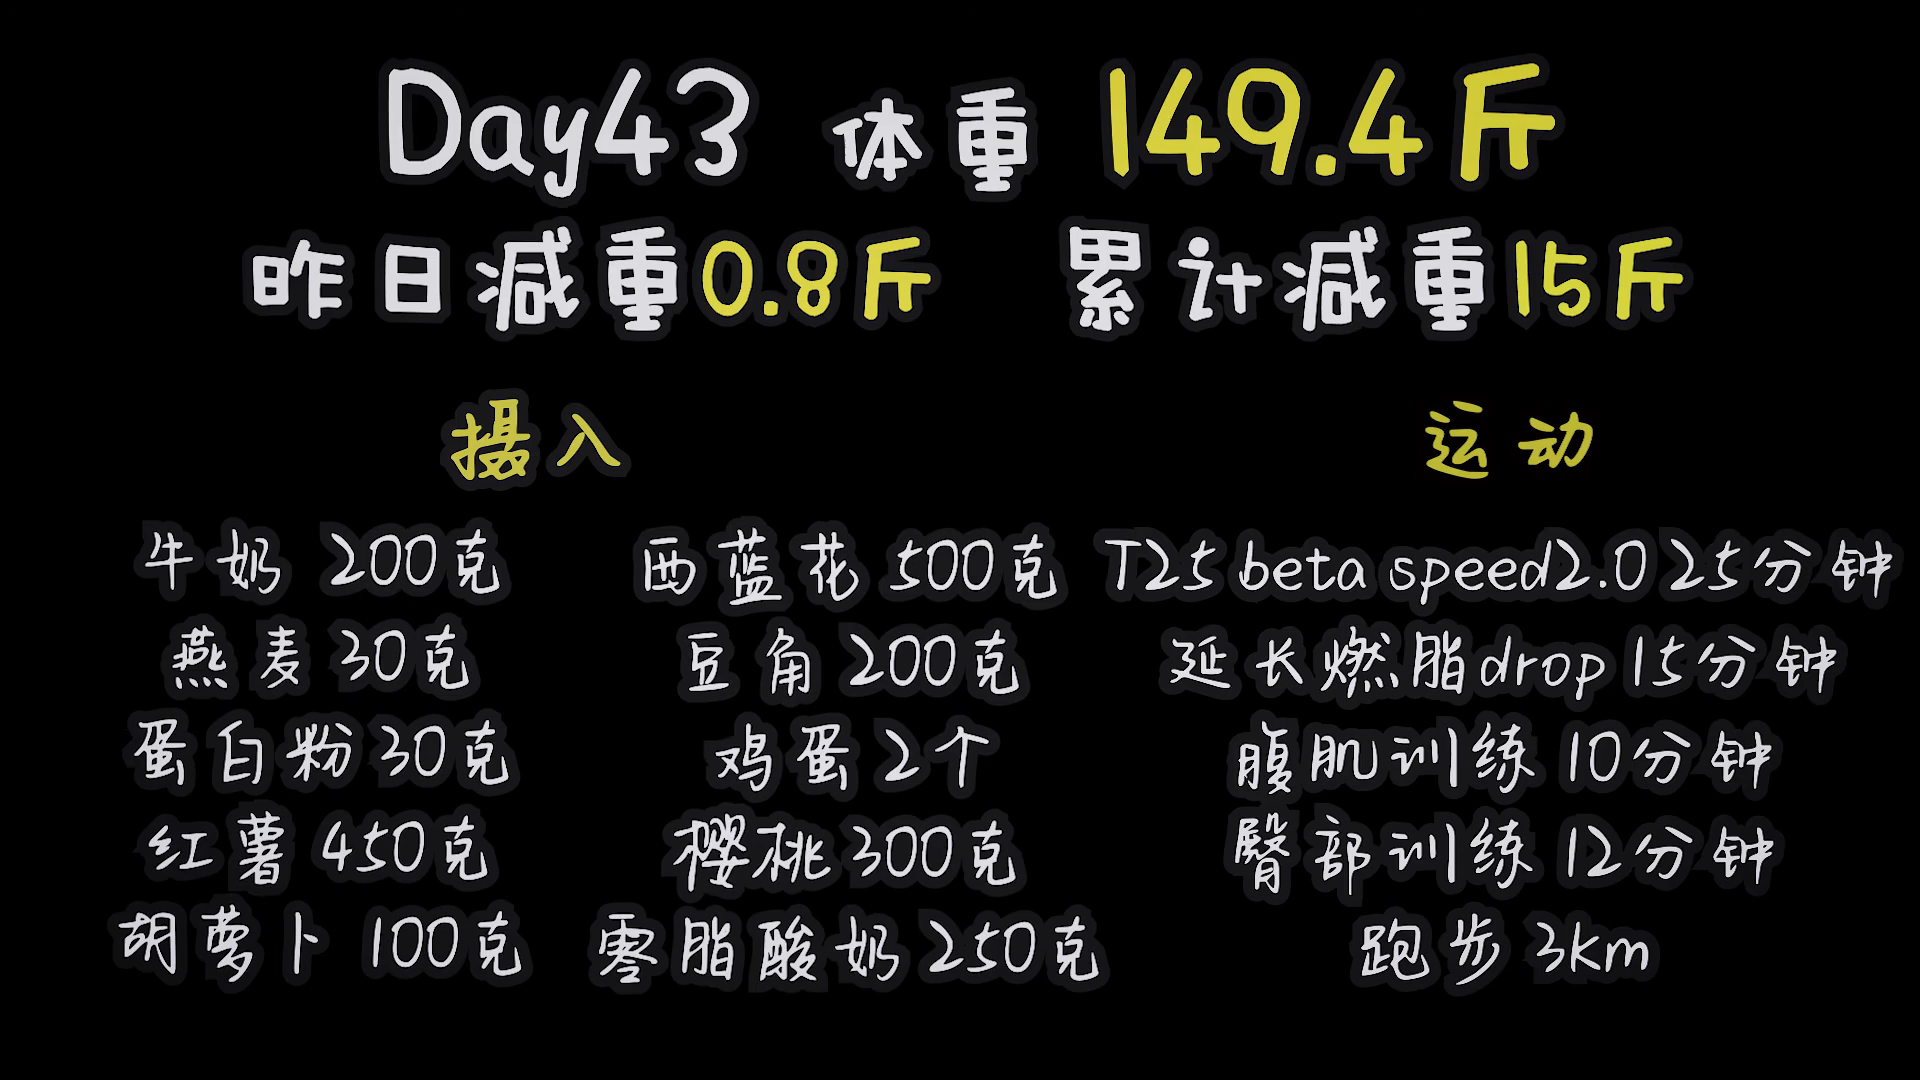 Day43 体重 149.4斤
昨日减重0.8斤 累计减重15斤
摄入
牛奶 200克
燕麦 30克
蛋白粉 30克
红薯 450克
胡萝卜 100克
西蓝花 500克
豆角 200克
鸡蛋 2个
樱桃 300克
零脂酸奶 250克
运动
T25 beta speed2.0 25分钟
延长燃脂drop 15分钟
腹肌训练 10分钟
臀部训练 12分钟
跑步 3km